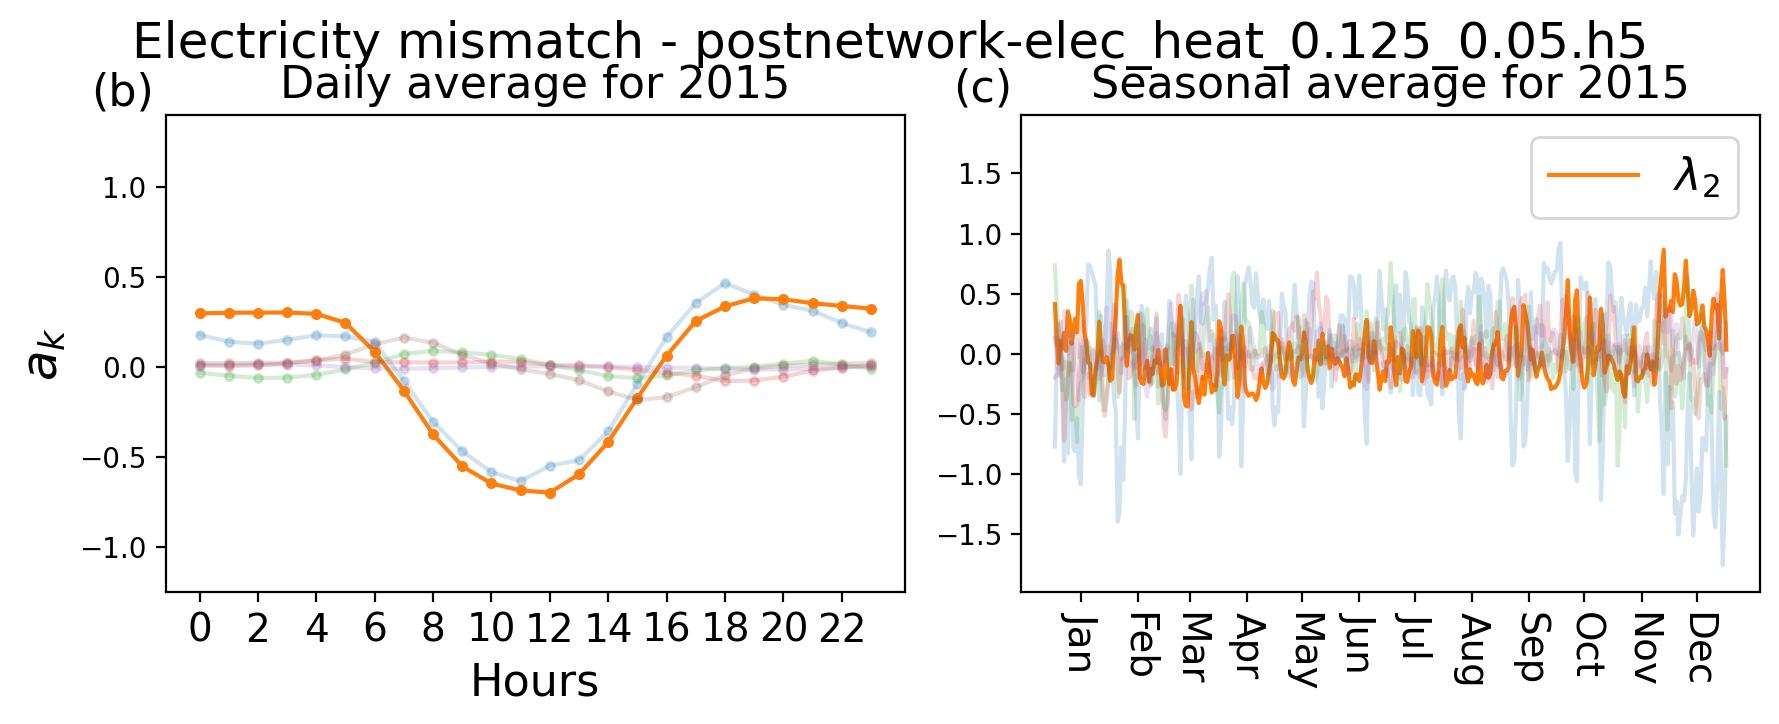 Electricity mismatch - postnetwork-elec_heat_0.125_0.05.h5
(b) Daily average for 2015
1.0
0.5
0.0
−0.5
−1.0
a_k
0 2 4 6 8 10 12 14 16 18 20 22
Hours
(c) Seasonal average for 2015
λ₂
1.5
1.0
0.5
0.0
−0.5
−1.0
−1.5
Jan Feb Mar Apr May Jun Jul Aug Sep Oct Nov Dec